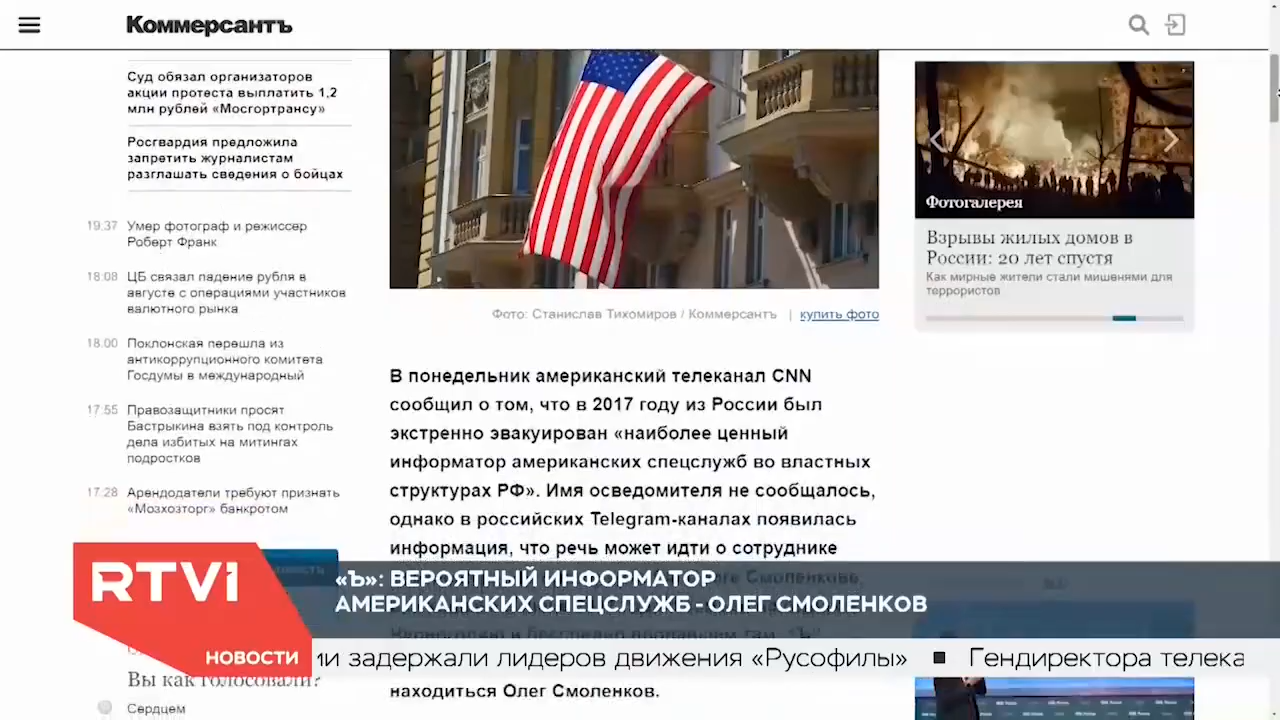 Коммерсантъ
Суд обязал организаторов
акции протеста выплатить 1,2
млн рублей «Мосгортрансу»
Росгвардия предложила
запретить журналистам
разглашать сведения о бойцах
19:37 Умер фотограф и режиссер
Роберт Франк
18:08 ЦБ связал падение рубля в
августе с операциями участников
валютного рынка
18:00 Поклонская перешла из
антикоррупционного комитета
Госдумы в международный
17:55 Правозащитники просят
Бастрыкина взять под контроль
дела избитых на митингах
подростков
17:28 Арендодатели требуют признать
«Мозхозторг» банкротом
Вы как голосовали?
Сердцем
Фото: Станислав Тихомиров / Коммерсантъ | купить фото
В понедельник американский телеканал CNN
сообщил о том, что в 2017 году из России был
экстренно эвакуирован «наиболее ценный
информатор американских спецслужб во властных
структурах РФ». Имя осведомителя не сообщалось,
однако в российских Telegram-каналах появилась
информация, что речь может идти о сотруднике
Смоленкове,
находиться Олег Смоленков.
Фотогалерея
Взрывы жилых домов в
России: 20 лет спустя
Как мирные жители стали мишенями для
террористов
RTVI
НОВОСТИ
«Ъ»: ВЕРОЯТНЫЙ ИНФОРМАТОР
АМЕРИКАНСКИХ СПЕЦСЛУЖБ - ОЛЕГ СМОЛЕНКОВ
ии задержали лидеров движения «Русофилы» ■ Гендиректора телека